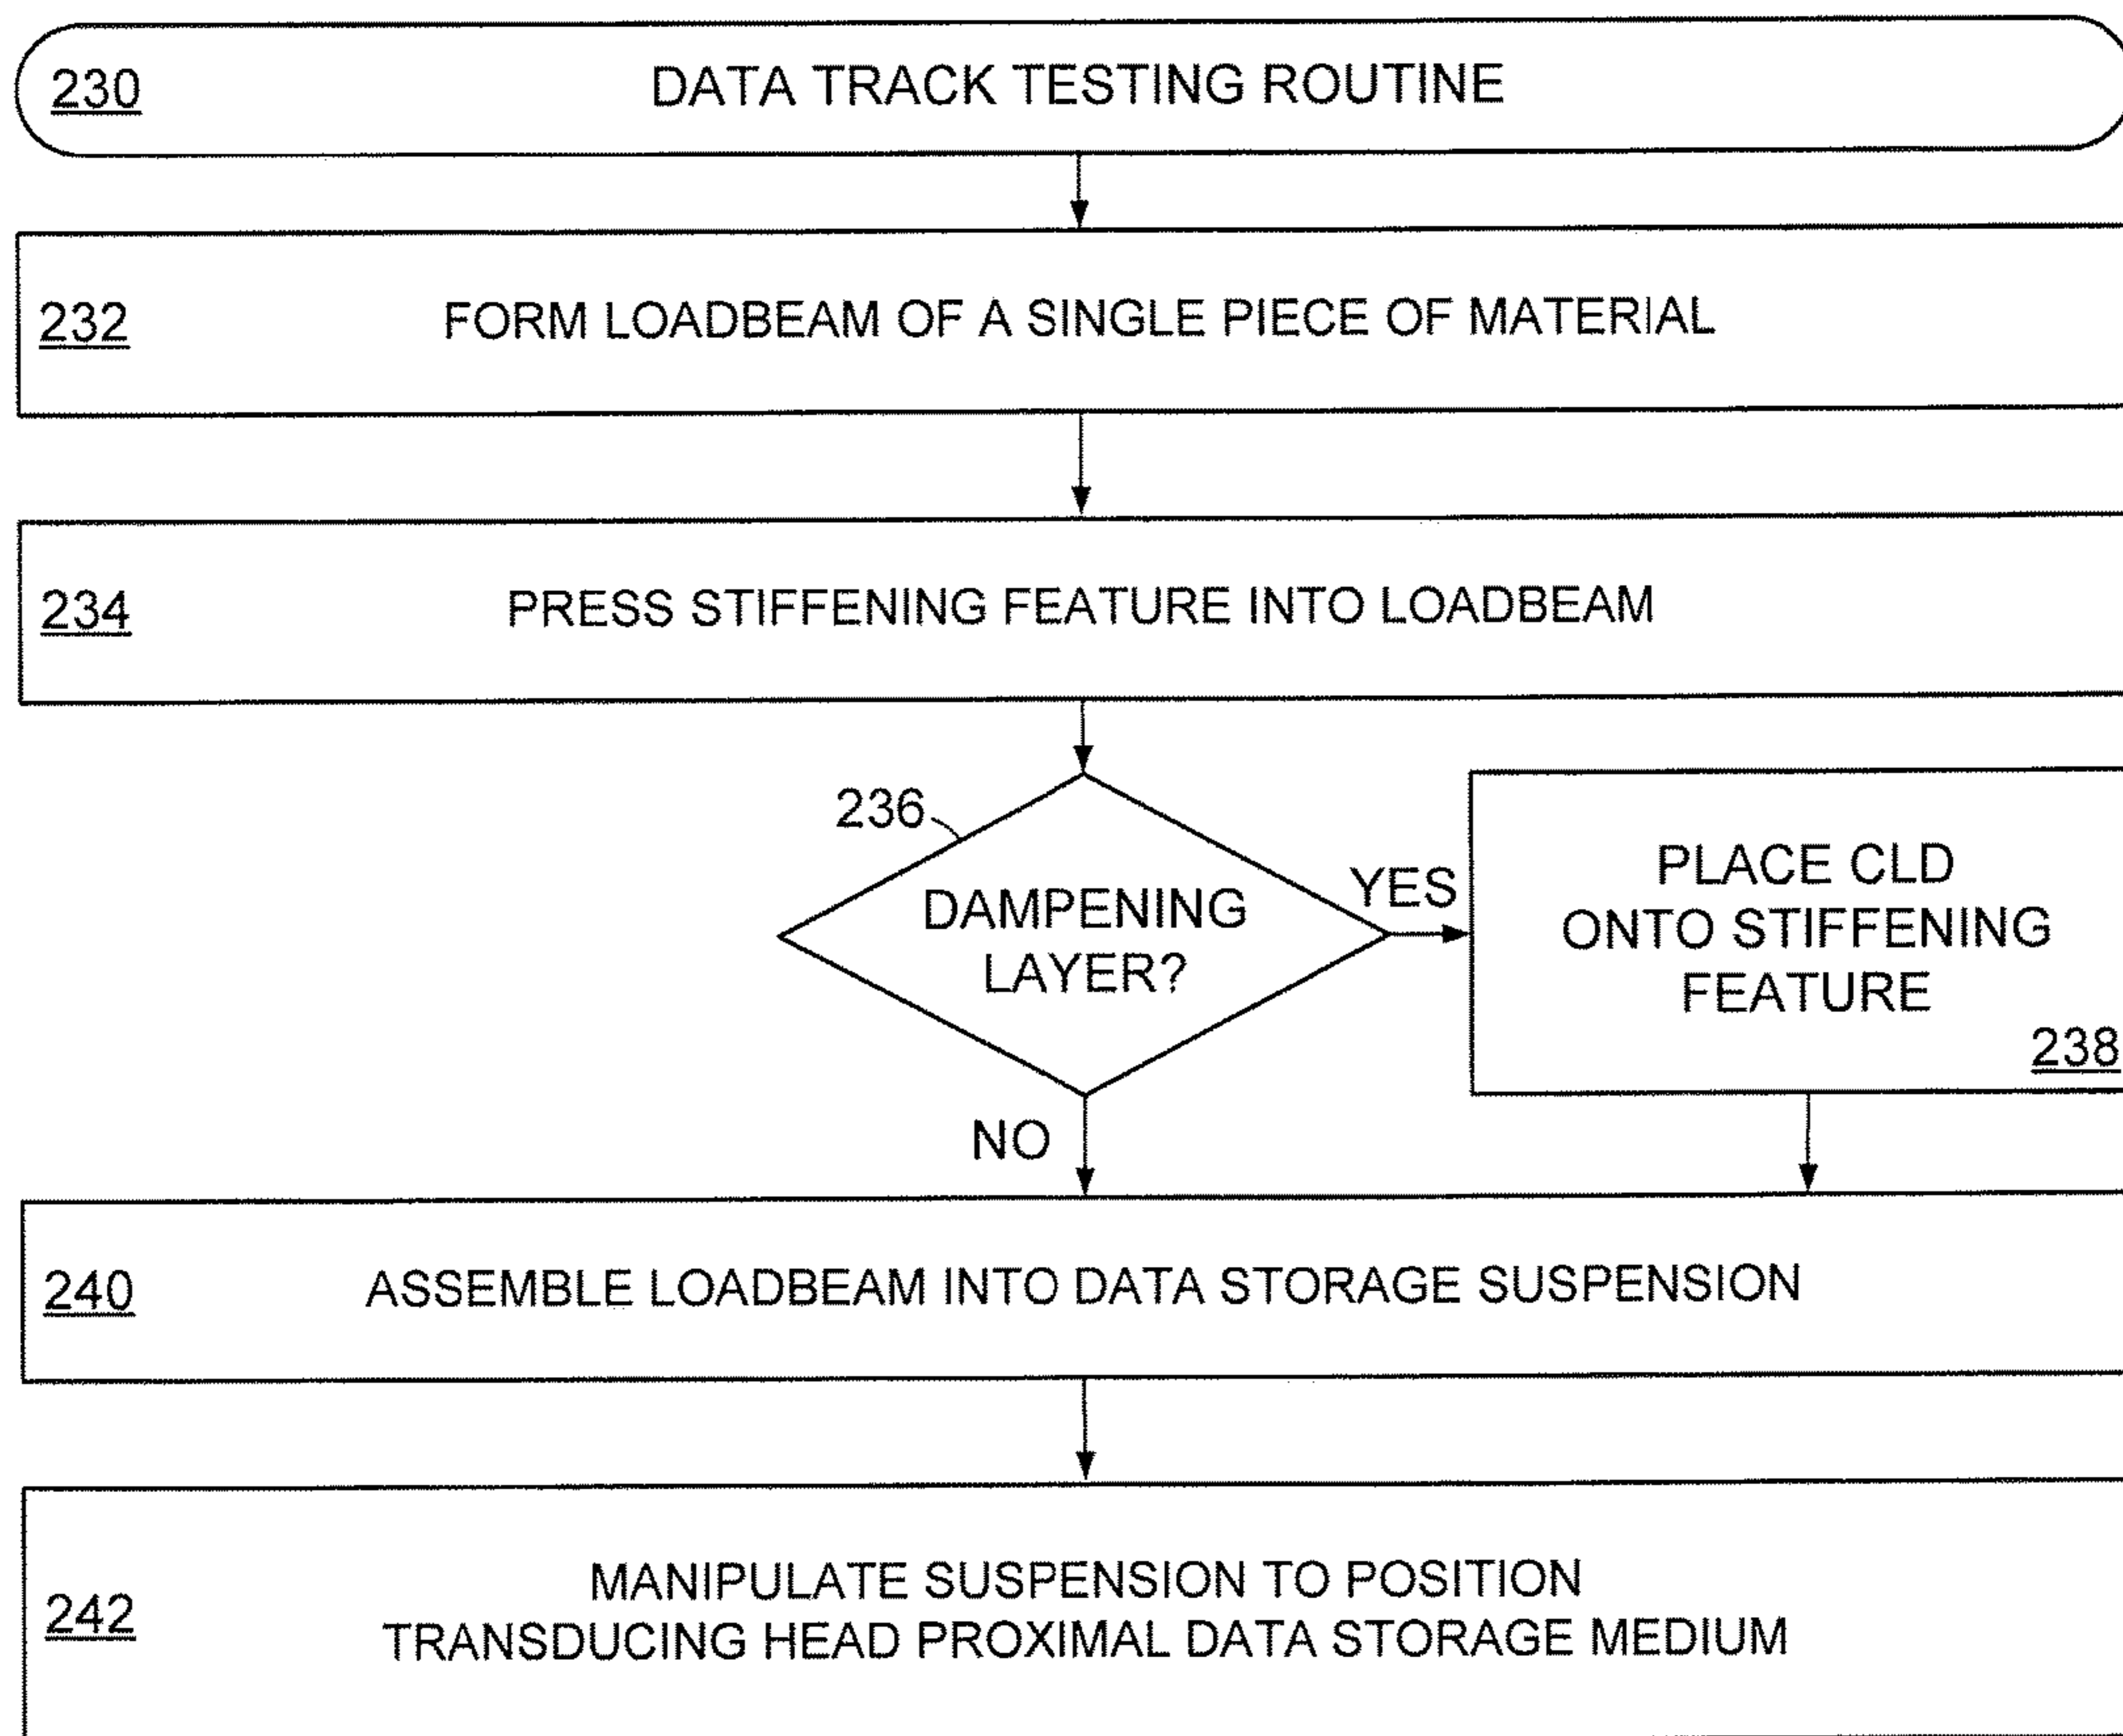 230 DATA TRACK TESTING ROUTINE
232 FORM LOADBEAM OF A SINGLE PIECE OF MATERIAL
234 PRESS STIFFENING FEATURE INTO LOADBEAM
236
DAMPENING
LAYER?
YES
PLACE CLD
ONTO STIFFENING
FEATURE
238
NO
240 ASSEMBLE LOADBEAM INTO DATA STORAGE SUSPENSION
242
MANIPULATE SUSPENSION TO POSITION
TRANSDUCING HEAD PROXIMAL DATA STORAGE MEDIUM